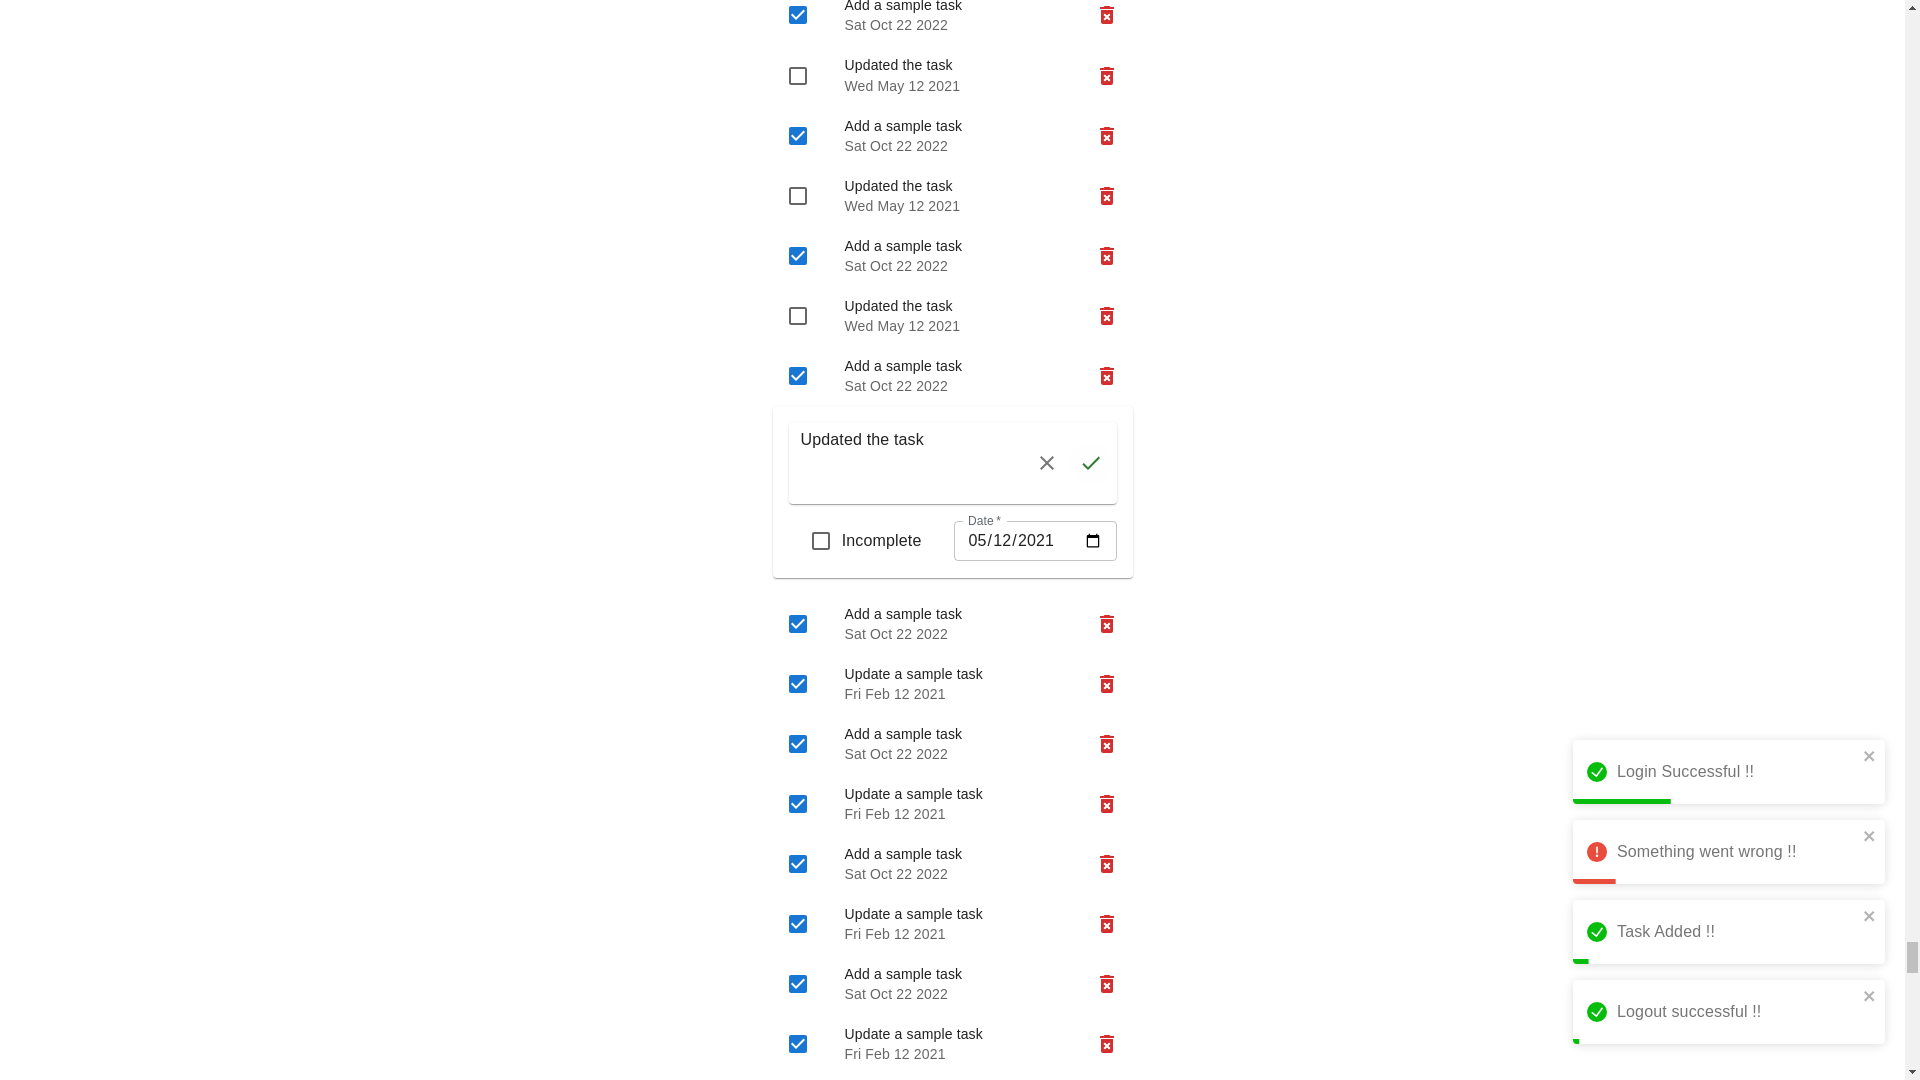 Add a sample task
Sat Oct 22 2022
Updated the task
Wed May 12 2021
Add a sample task
Sat Oct 22 2022
Updated the task
Wed May 12 2021
Add a sample task
Sat Oct 22 2022
Updated the task
Wed May 12 2021
Add a sample task
Sat Oct 22 2022
Updated the task
Incomplete
Date *
05/12/2021
Add a sample task
Sat Oct 22 2022
Update a sample task
Fri Feb 12 2021
Add a sample task
Sat Oct 22 2022
Update a sample task
Fri Feb 12 2021
Add a sample task
Sat Oct 22 2022
Update a sample task
Fri Feb 12 2021
Add a sample task
Sat Oct 22 2022
Update a sample task
Fri Feb 12 2021
Login Successful !!
Something went wrong !!
Task Added !!
Logout successful !!